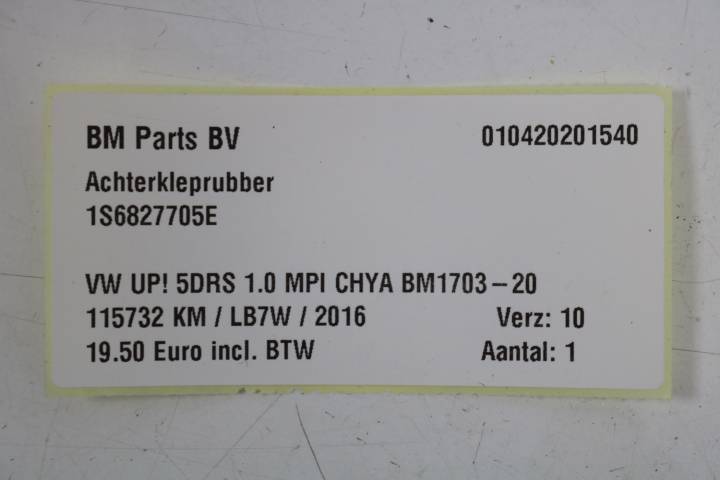 BM Parts BV 010420201540
Achterkleprubber
1S6827705E
VW UP! 5DRS 1.0 MPI CHYA BM1703-20
115732 KM / LB7W / 2016 Verz: 10
19.50 Euro incl. BTW Aantal: 1